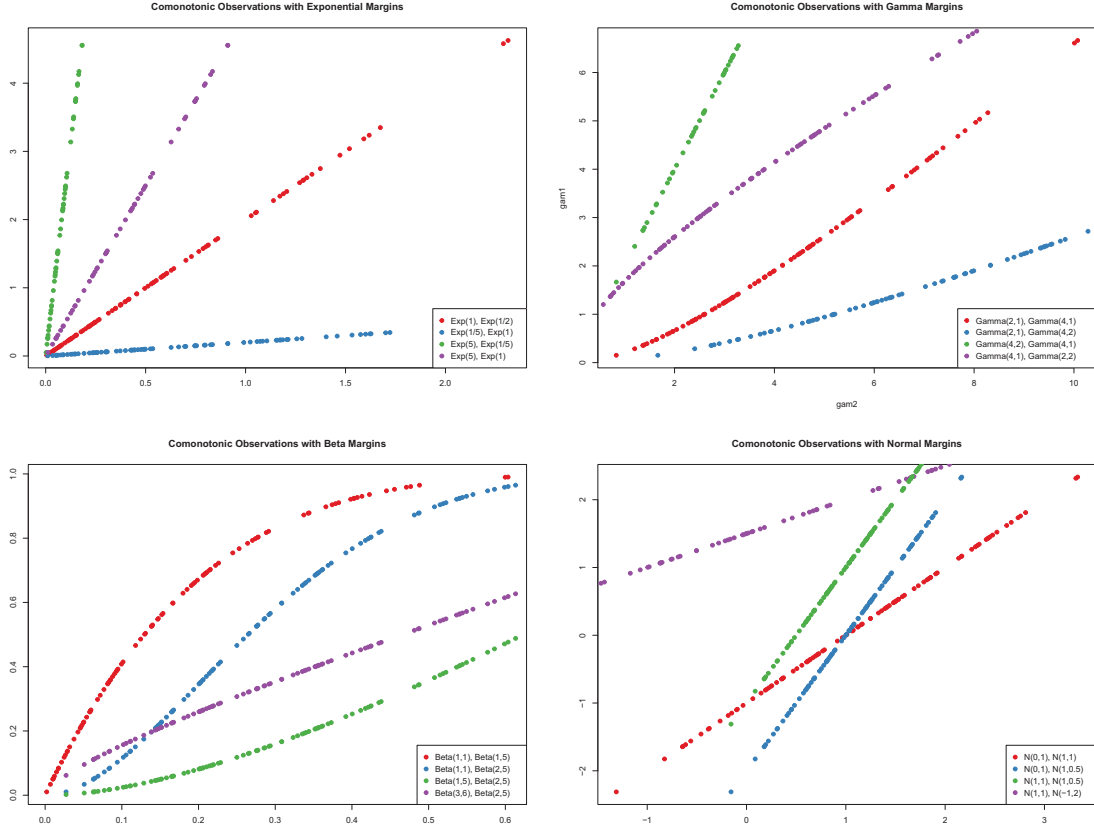 Comonotonic Observations with Exponential Margins
0 1 2 3 4
0.0 0.5 1.0 1.5 2.0
Exp(1), Exp(1/2)
Exp(1/5), Exp(1)
Exp(5), Exp(1/5)
Exp(5), Exp(1)
Comonotonic Observations with Gamma Margins
gam1
0 1 2 3 4 5 6
2 4 6 8 10
gam2
Gamma(2,1), Gamma(4,1)
Gamma(2,1), Gamma(4,2)
Gamma(4,2), Gamma(4,1)
Gamma(4,1), Gamma(2,2)
Comonotonic Observations with Beta Margins
0.0 0.2 0.4 0.6 0.8 1.0
0.0 0.1 0.2 0.3 0.4 0.5 0.6
Beta(1,1), Beta(1,5)
Beta(1,1), Beta(2,5)
Beta(1,5), Beta(2,5)
Beta(3,6), Beta(2,5)
Comonotonic Observations with Normal Margins
−2 −1 0 1 2
−1 0 1 2 3
N(0,1), N(1,1)
N(0,1), N(1,0.5)
N(1,1), N(1,0.5)
N(1,1), N(−1,2)